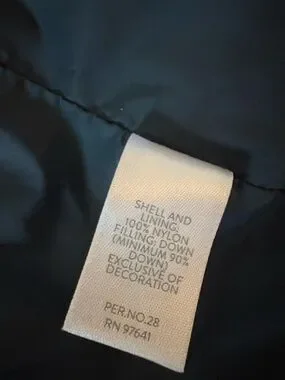 SHELL AND
LINING:
100% NYLON
FILLING: DOWN
(MINIMUM 90%
DOWN)
EXCLUSIVE OF
DECORATION
PER.NO.28
RN 97641